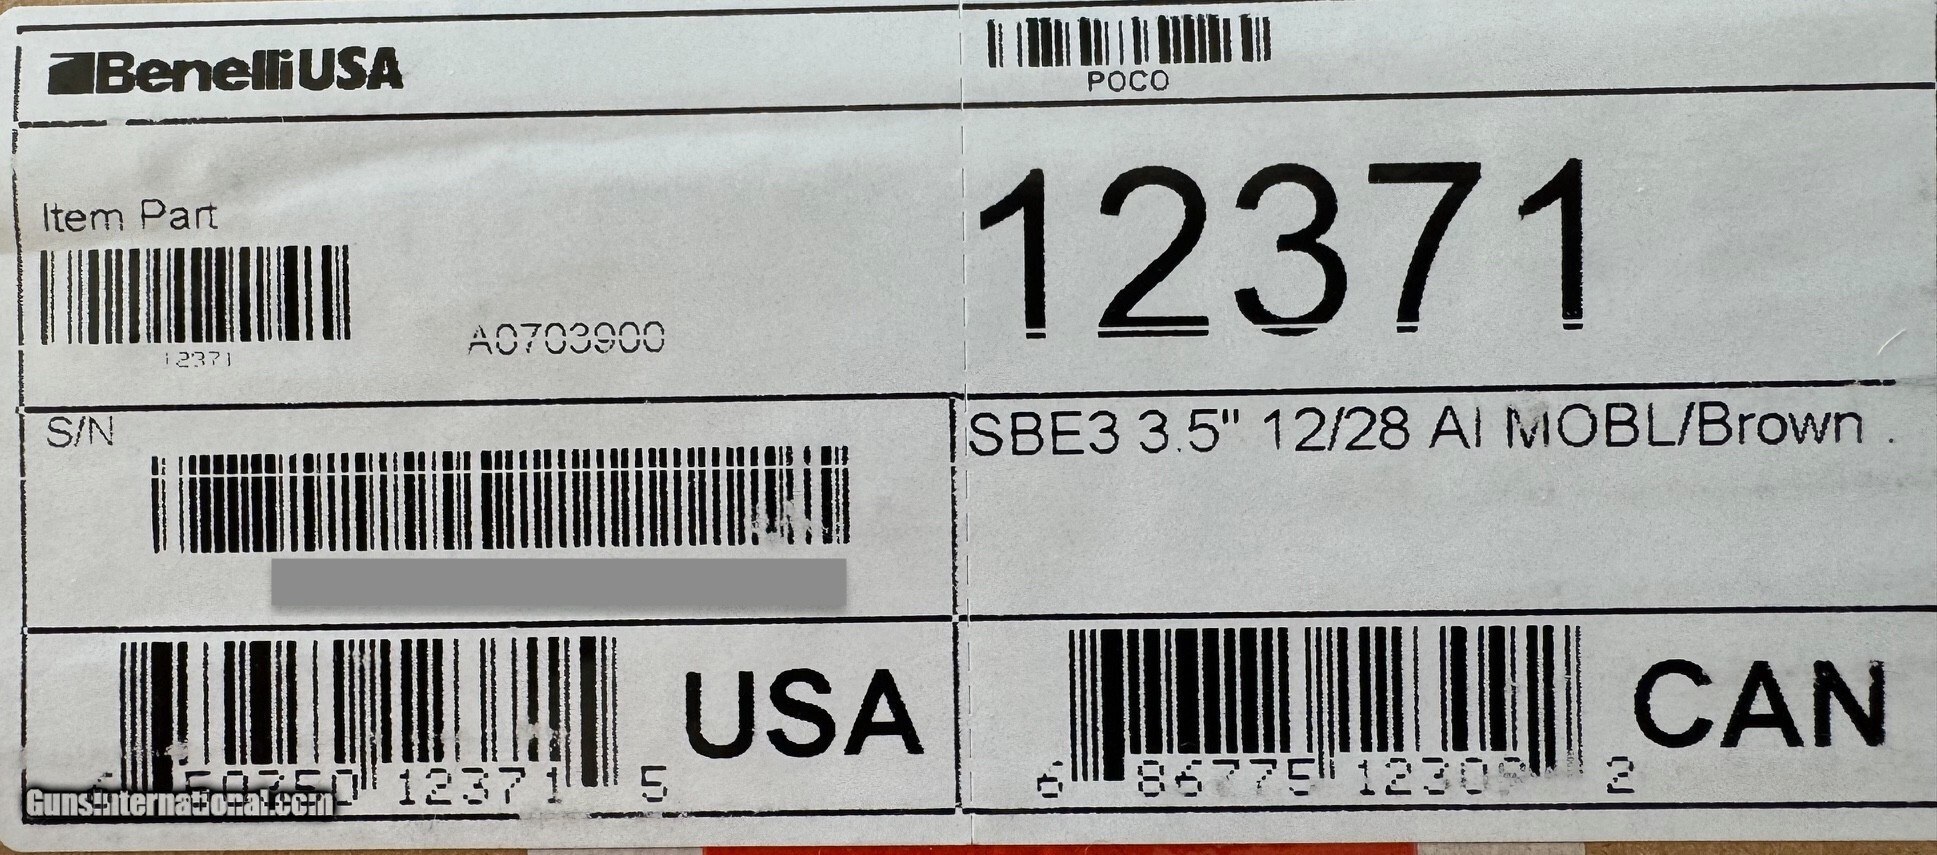 BenelliUSA
POCO
Item Part
12371
12371
A0703900
S/N
SBE3 3.5" 12/28 AI MOBL/Brown .
USA
12371 5
CAN
6 86775 12309 2
GunsInternational.com